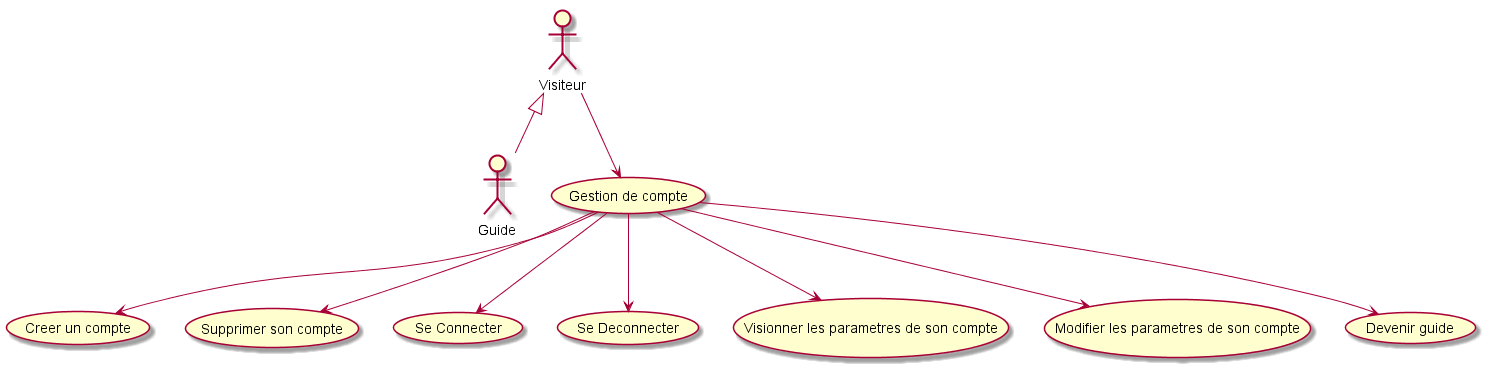 Visiteur
Guide
Gestion de compte
Creer un compte
Supprimer son compte
Se Connecter
Se Deconnecter
Visionner les parametres de son compte
Modifier les parametres de son compte
Devenir guide